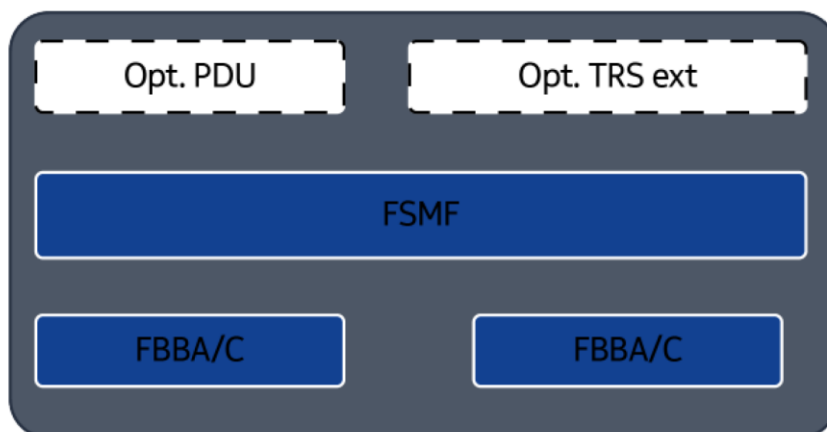 Opt. PDU
Opt. TRS ext
FSMF
FBBA/C
FBBA/C